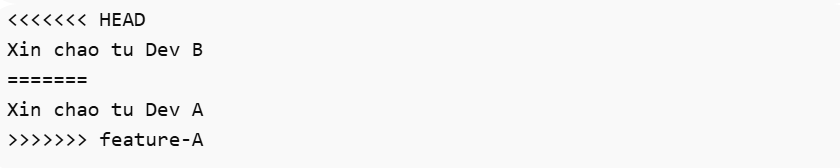 <<<<<<< HEAD
Xin chao tu Dev B
=======
Xin chao tu Dev A
>>>>>>> feature-A